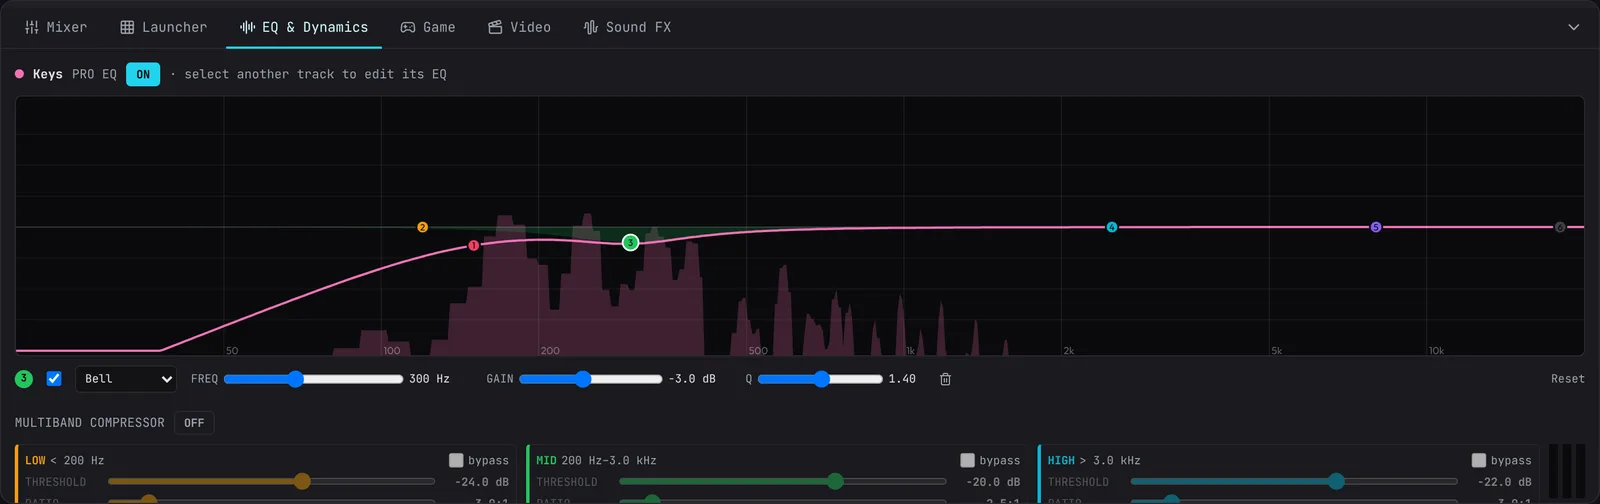 Mixer Launcher EQ & Dynamics Game Video Sound FX
Keys PRO EQ ON · select another track to edit its EQ
2 1 3 4 5 6
50 100 200 500 1k 2k 5k 10k
3 Bell FREQ 300 Hz GAIN -3.0 dB Q 1.40 Reset
MULTIBAND COMPRESSOR OFF
LOW < 200 Hz bypass MID 200 Hz–3.0 kHz bypass HIGH > 3.0 kHz bypass
THRESHOLD -24.0 dB THRESHOLD -20.0 dB THRESHOLD -22.0 dB